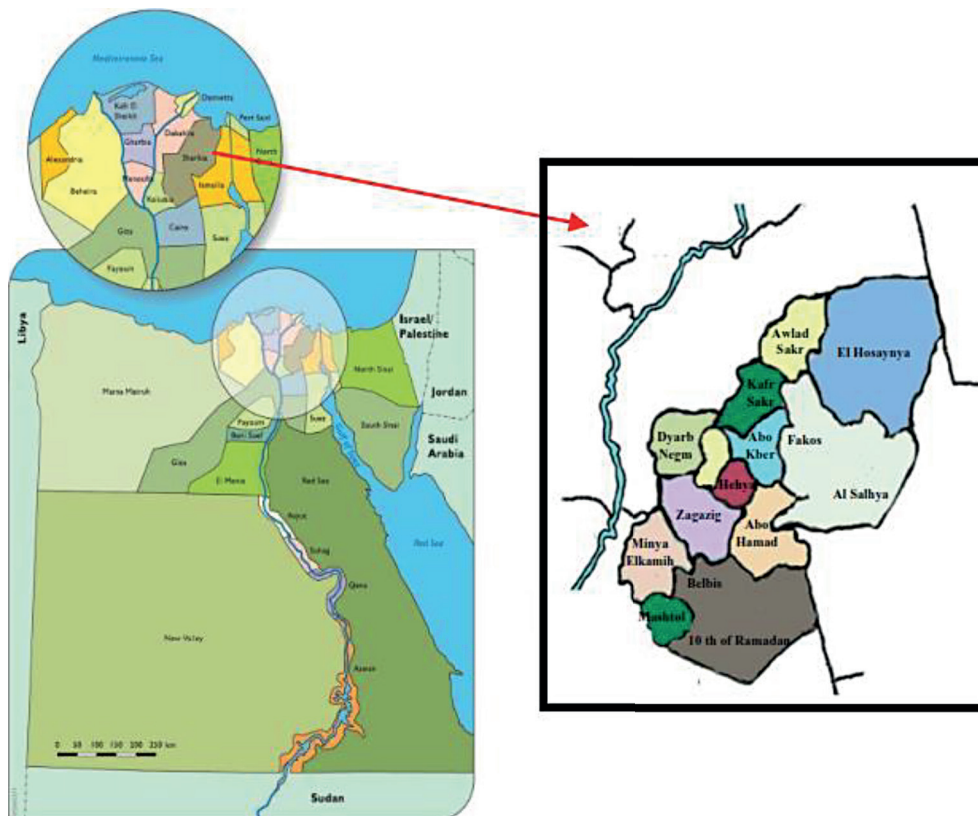 Mediterranean Sea
Damietta
Kafr El
Sheikh
Port Said
Dakahlia
Gharbia
Sharkia
Alexandria
North
Menoufia
Ismailia
Beheira
Kaliubia
Giza
Cairo
Suez
Fayoum
Libya
Israel/
Palestine
North Sinai
Marsa Matruh
Jordan
Fayoum
Suez
Beni Suef
South Sinai
Saudi
Arabia
Giza
El Menia
Red Sea
Asyut
Red Sea
Sohag
Qena
New Valley
Aswan
0 50 100 150 200 250 km
Sudan
Awlad
Sakr
El Hosaynya
Kafr
Sakr
Dyarb
Negm
Abo
Kber
Fakos
Hehya
Al Salhya
Zagazig
Abo
Hamad
Minya
Elkamih
Belbis
Mashtol
10 th of Ramadan